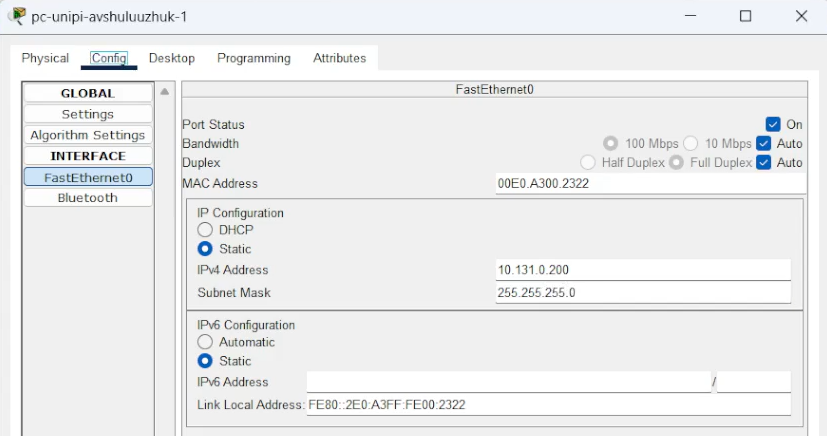 pc-unipi-avshuluuzhuk-1
Physical Config Desktop Programming Attributes
GLOBAL
Settings
Algorithm Settings
INTERFACE
FastEthernet0
Bluetooth
FastEthernet0
Port Status On
Bandwidth 100 Mbps 10 Mbps Auto
Duplex Half Duplex Full Duplex Auto
MAC Address 00E0.A300.2322
IP Configuration
DHCP
Static
IPv4 Address 10.131.0.200
Subnet Mask 255.255.255.0
IPv6 Configuration
Automatic
Static
IPv6 Address /
Link Local Address: FE80::2E0:A3FF:FE00:2322